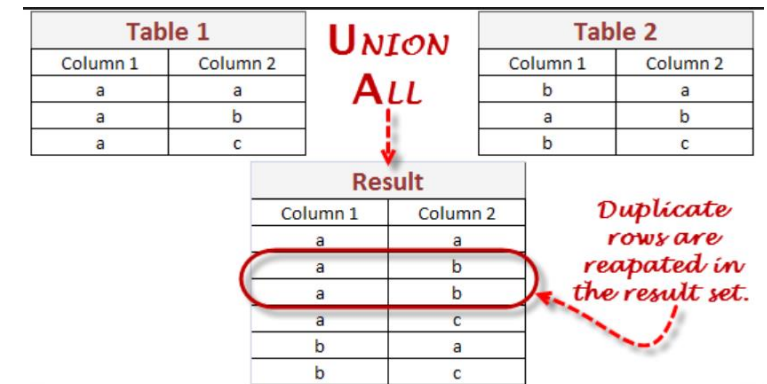 Table 1
Column 1 Column 2
a a
a b
a c
UNION
ALL
Table 2
Column 1 Column 2
b a
a b
b c
Result
Column 1 Column 2
a a
a b
a b
a c
b a
b c
Duplicate
rows are
reapated in
the result set.